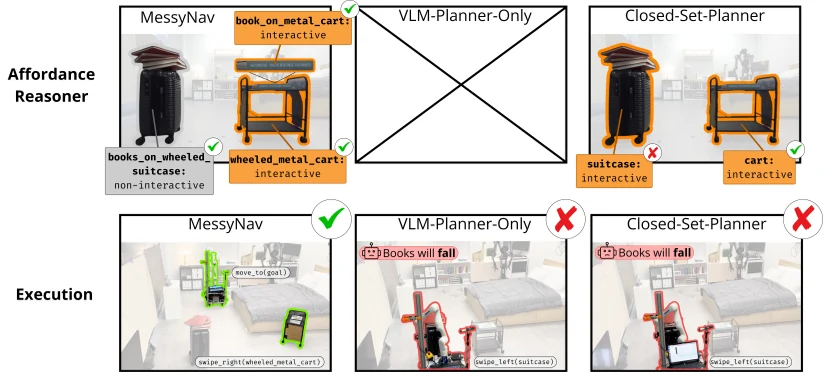 MessyNav
VLM-Planner-Only
Closed-Set-Planner
Affordance
Reasoner
book_on_metal_cart:
interactive
books_on_wheeled_
suitcase:
non-interactive
wheeled_metal_cart:
interactive
suitcase:
interactive
cart:
interactive
MessyNav
VLM-Planner-Only
Closed-Set-Planner
Execution
move_to(goal)
swipe_right(wheeled_metal_cart)
Books will fall
swipe_left(suitcase)
Books will fall
swipe_left(suitcase)